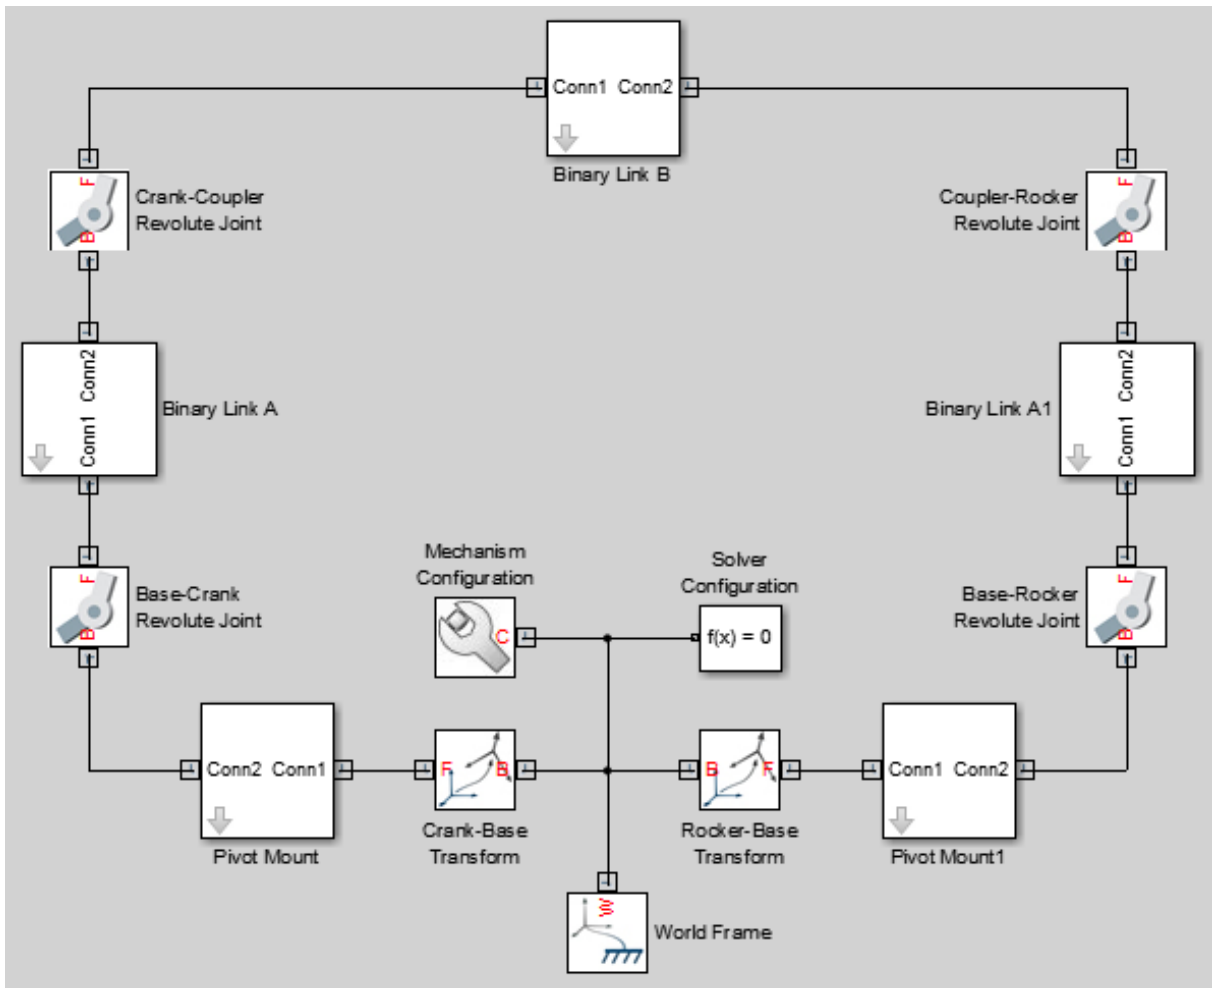 Conn1 Conn2
Binary Link B
F
Crank-Coupler
Revolute Joint
B
F
Coupler-Rocker
Revolute Joint
B
Conn2
Conn1
Binary Link A
Conn2
Conn1
Binary Link A1
F
Base-Crank
Revolute Joint
B
Mechanism
Configuration
C
Solver
Configuration
f(x) = 0
F
Base-Rocker
Revolute Joint
B
Conn2 Conn1
Pivot Mount
F B
Crank-Base
Transform
B F
Rocker-Base
Transform
Conn1 Conn2
Pivot Mount1
W
World Frame